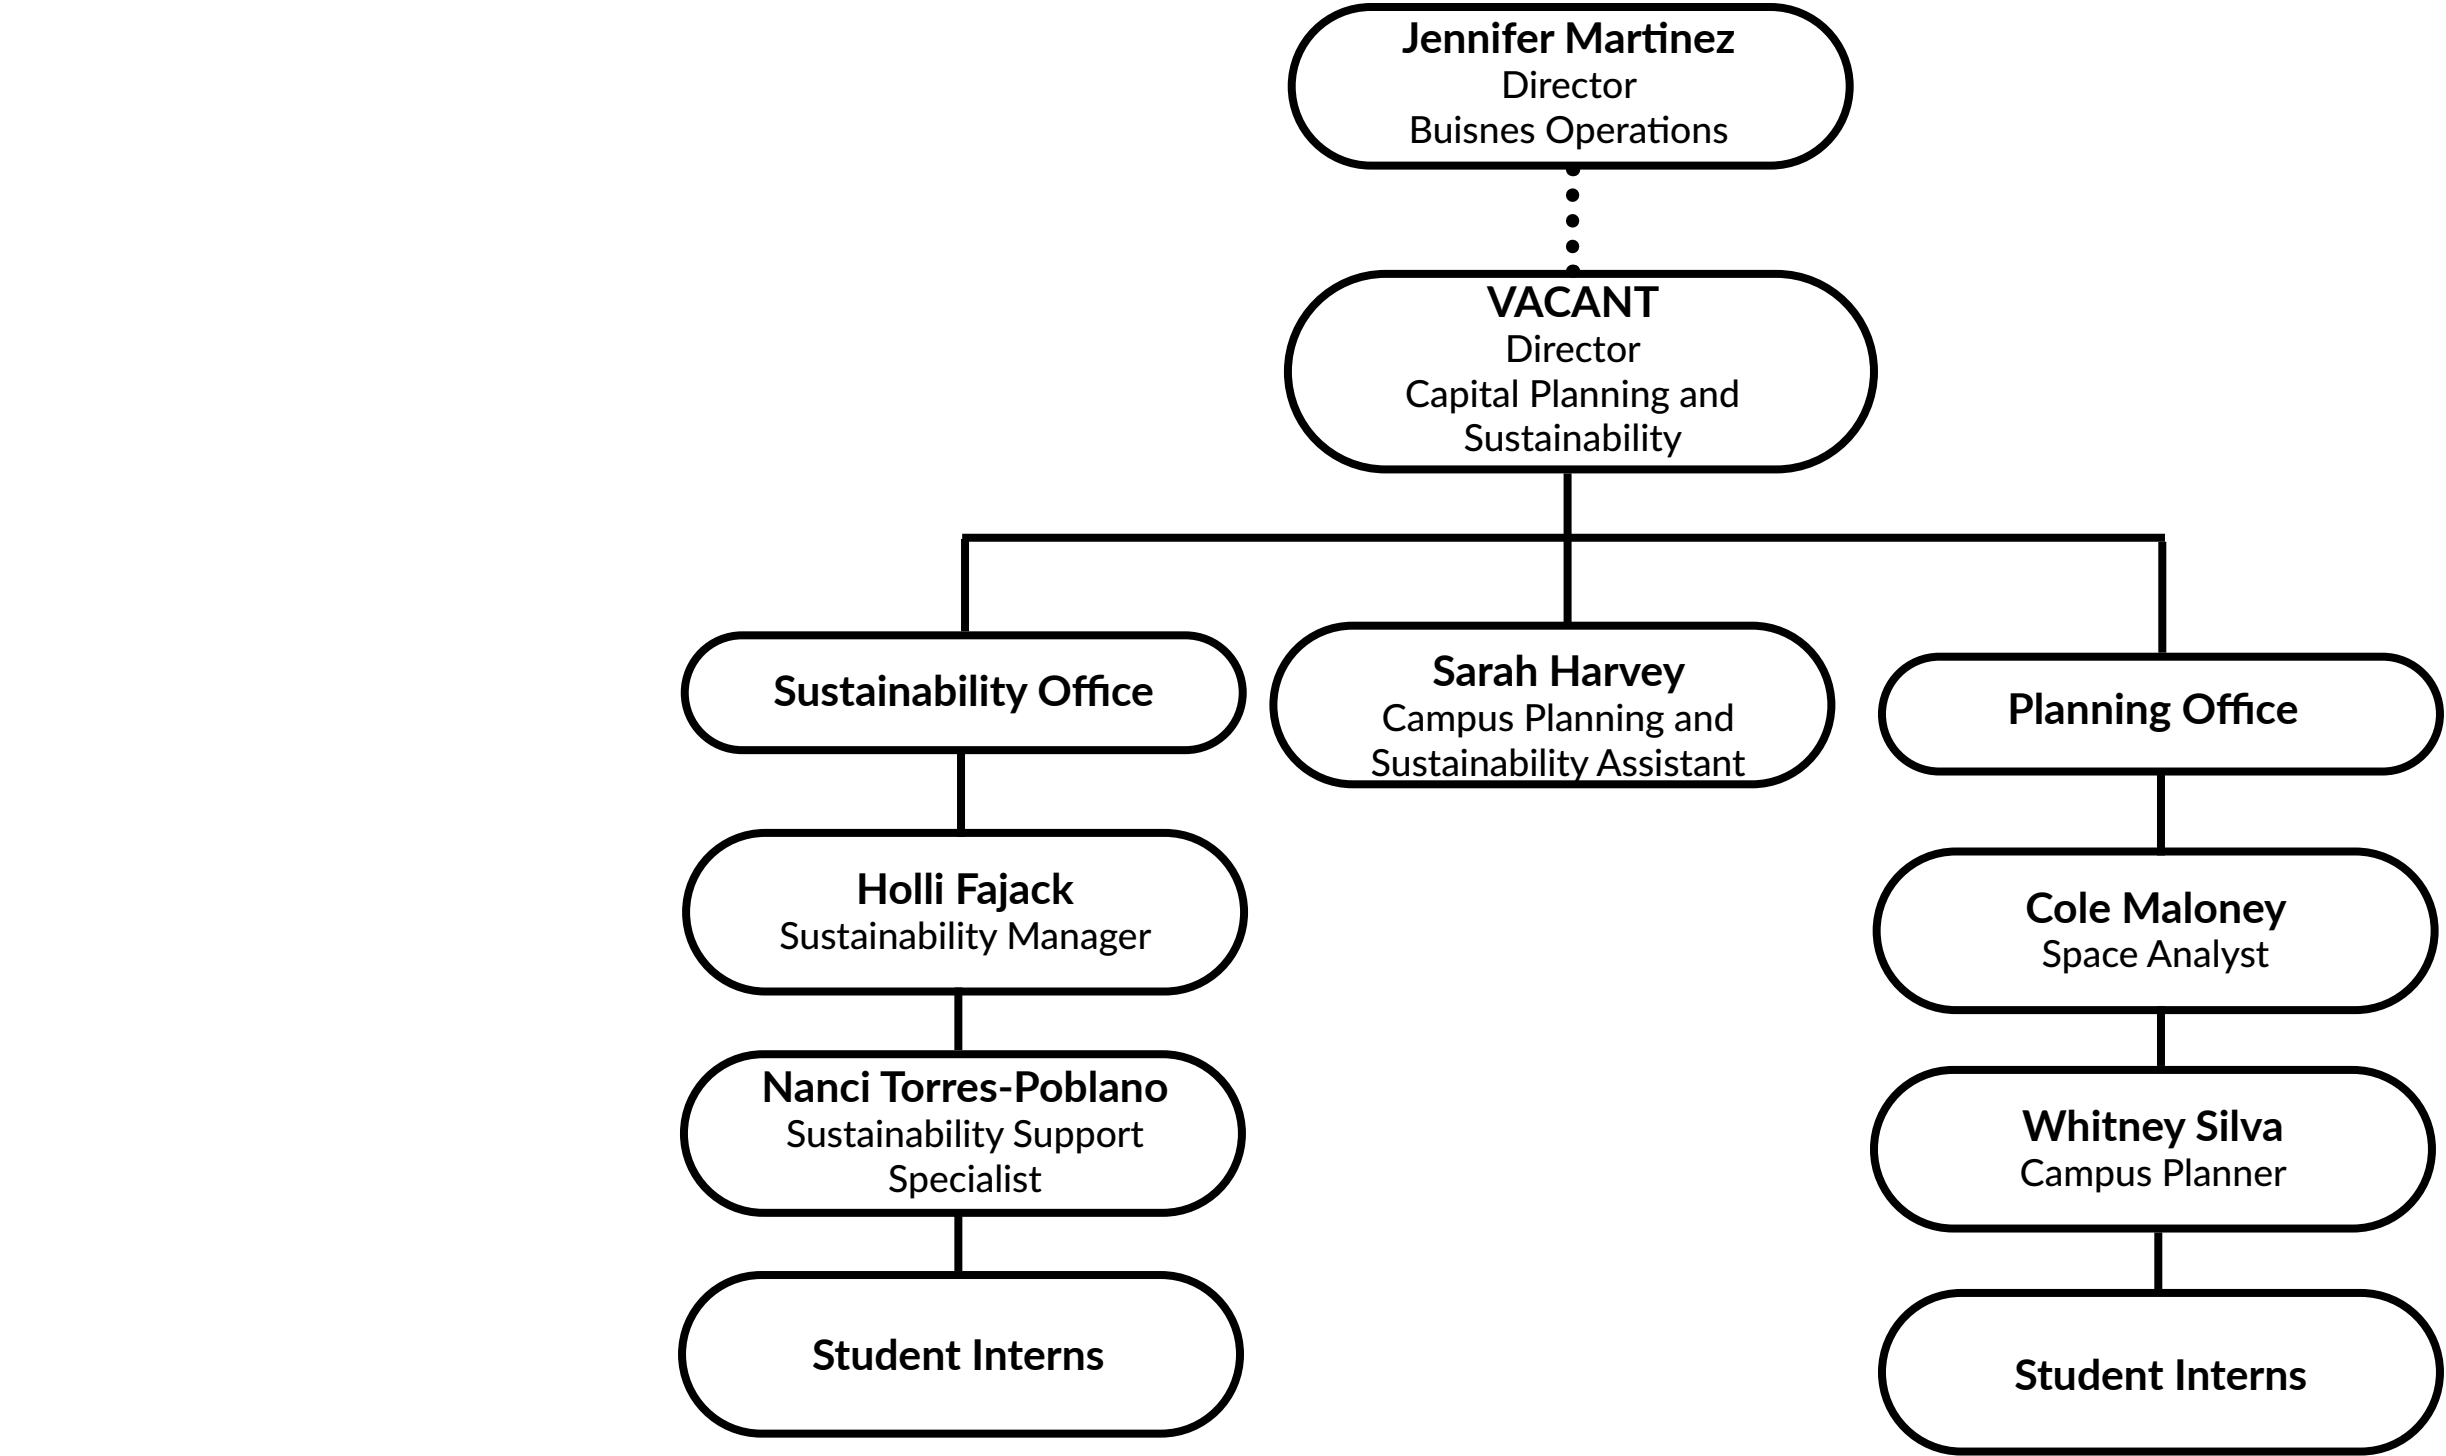 Jennifer Martinez
Director
Buisnes Operations
VACANT
Director
Capital Planning and
Sustainability
Sustainability Office
Holli Fajack
Sustainability Manager
Nanci Torres-Poblano
Sustainability Support
Specialist
Student Interns
Sarah Harvey
Campus Planning and
Sustainability Assistant
Planning Office
Cole Maloney
Space Analyst
Whitney Silva
Campus Planner
Student Interns